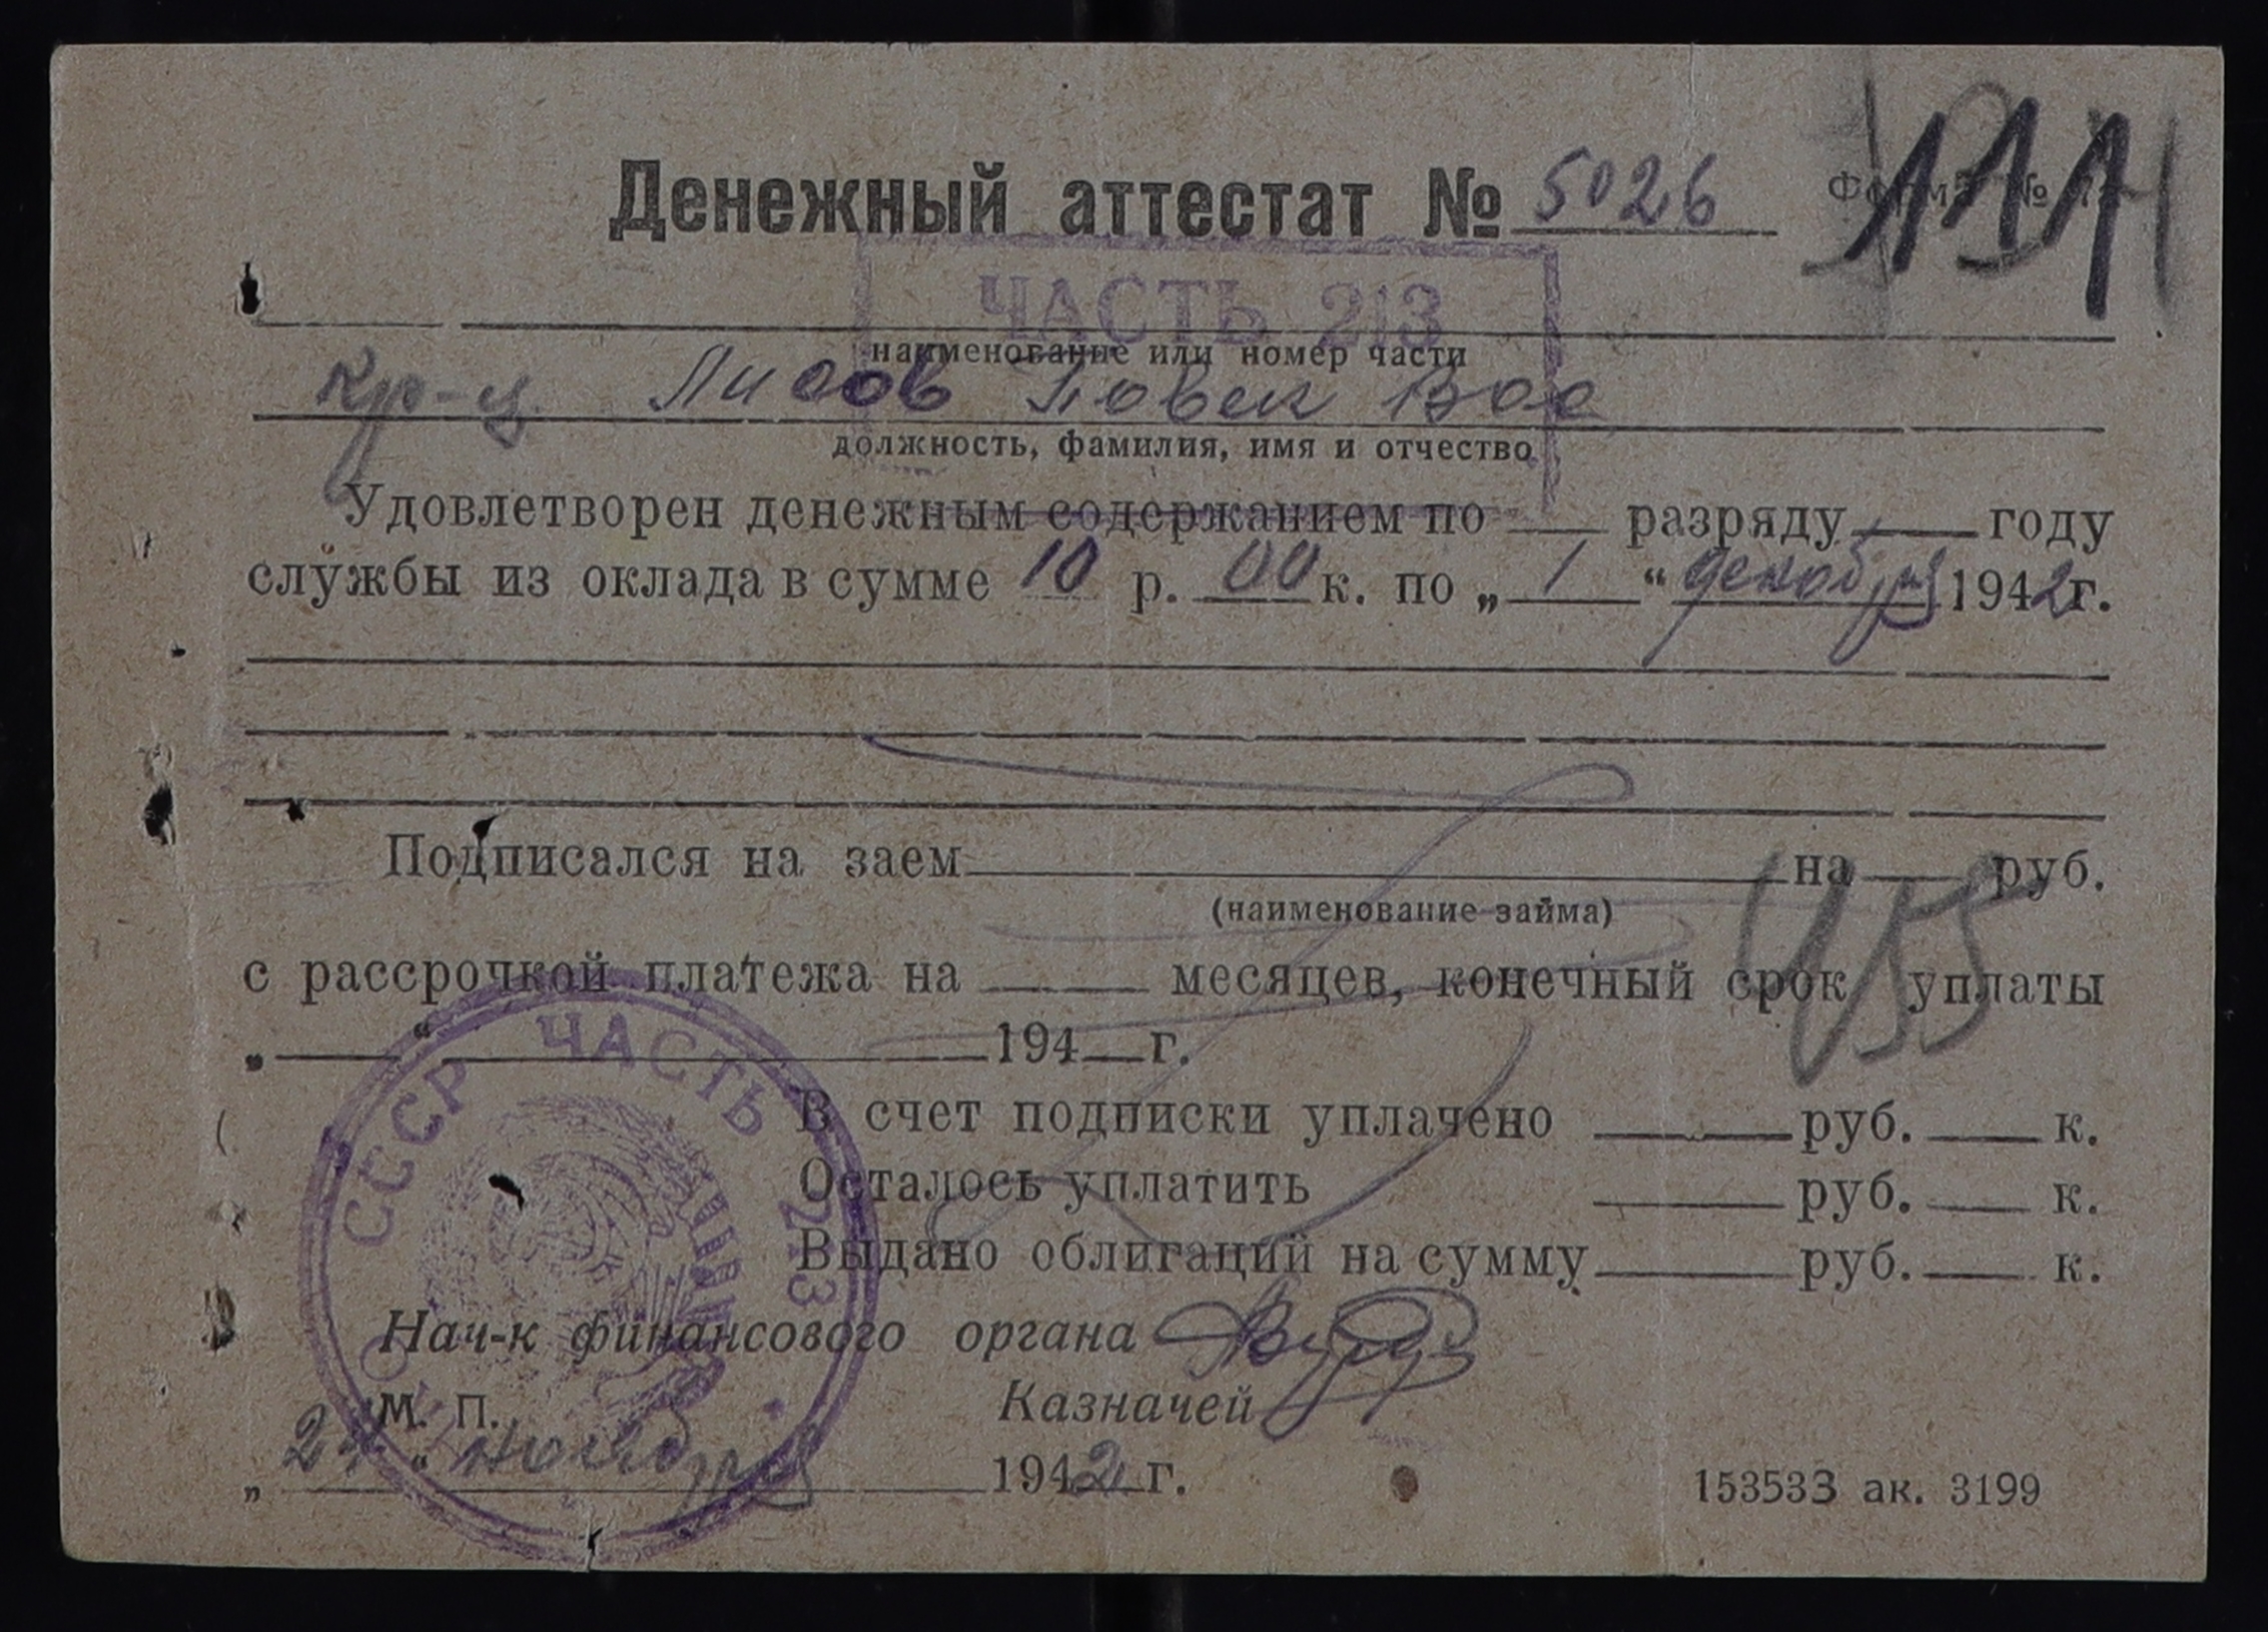 Денежный аттестат № 5026
Форма №
ЧАСТЬ 213
наименование или номер части
кр-ц. Лисов
должность, фамилия, имя и отчество
Удовлетворен денежным содержанием по разряду году
службы из оклада в сумме 10 р. 00 к. по „ 1 “ декабря 1942 г.
Подписался на заем на руб.
(наименование займа)
с рассрочкой платежа на месяцев, конечный срок уплаты
„ “ 194 г.
СССР ЧАСТЬ 213
В счет подписки уплачено руб. к.
Осталось уплатить руб. к.
Выдано облигаций на сумму руб. к.
Нач-к финансового органа
М. П. Казначей
„ “ ноября 1942 г.
153533 ак. 3199